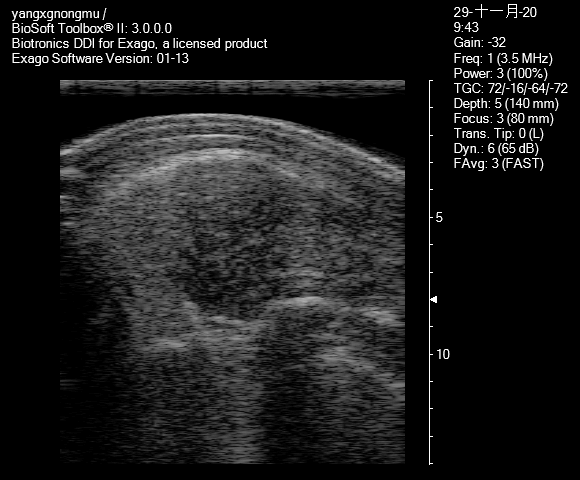 yangxgnongmu /
BioSoft Toolbox® II: 3.0.0.0
Biotronics DDI for Exago, a licensed product
Exago Software Version: 01-13
29-十一月-20
9:43
Gain: -32
Freq: 1 (3.5 MHz)
Power: 3 (100%)
TGC: 72/-16/-64/-72
Depth: 5 (140 mm)
Focus: 3 (80 mm)
Trans. Tip: 0 (L)
Dyn.: 6 (65 dB)
FAvg: 3 (FAST)
5
10